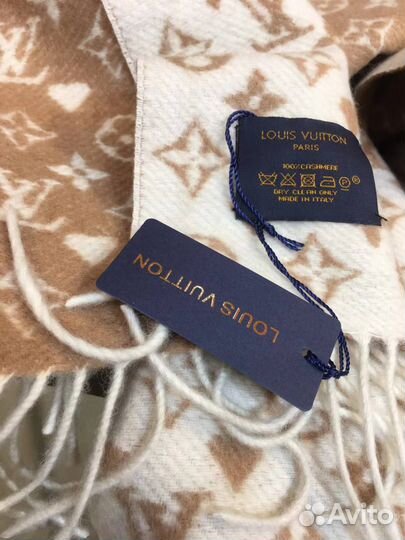 LOUIS VUITTON
PARIS
100% CASHMERE
DRY CLEAN ONLY
MADE IN ITALY
LOUIS VUITTON
Avito